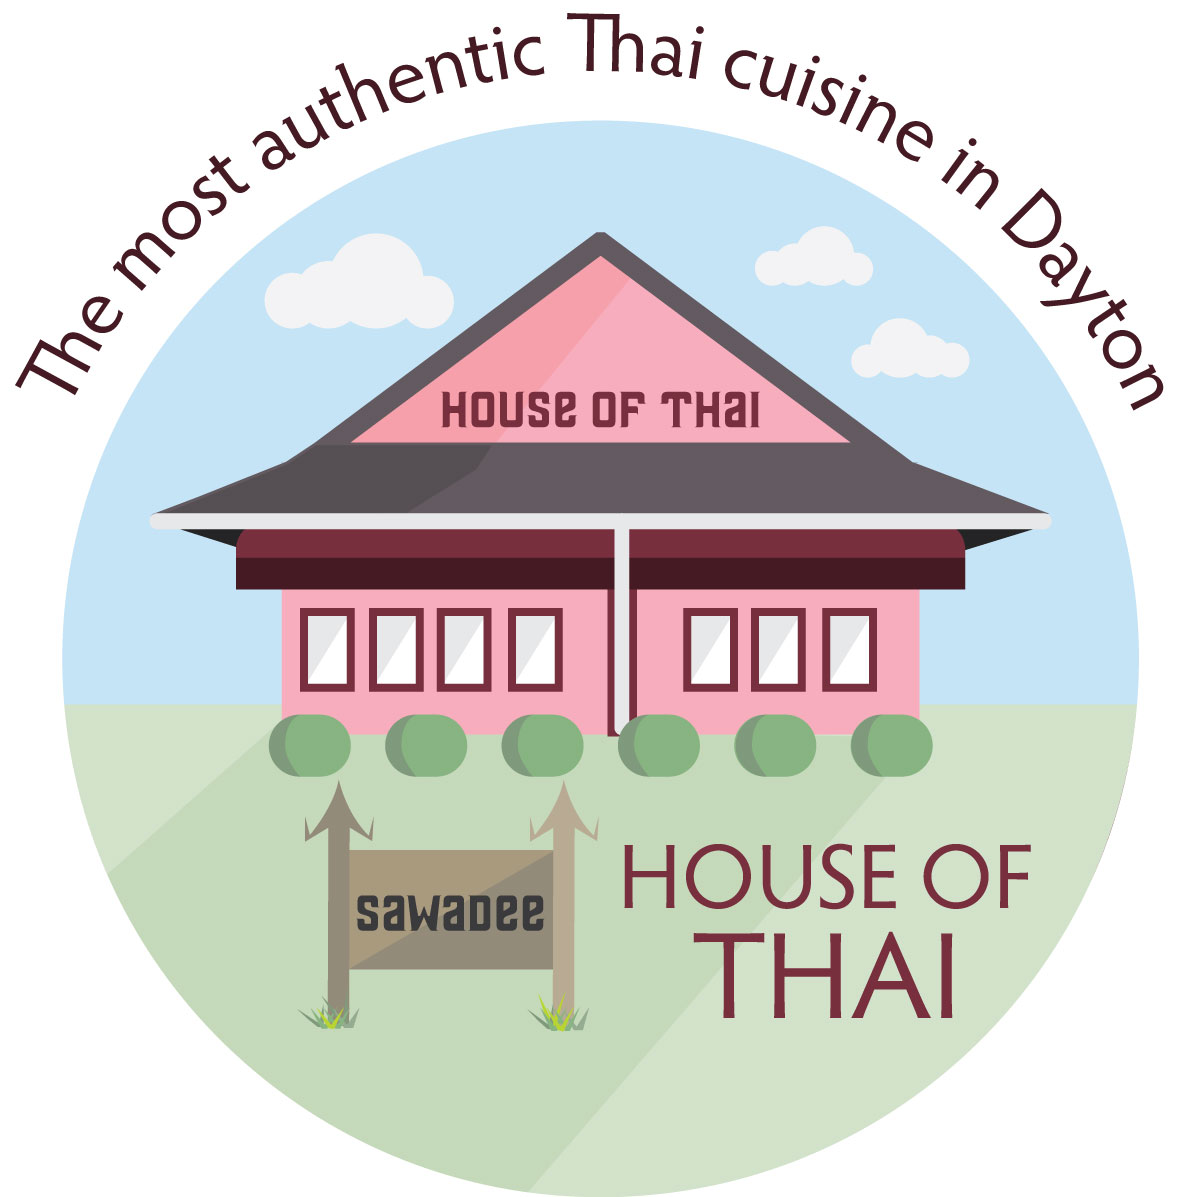 The most authentic Thai cuisine in Dayton
HOUSE OF THAI
SAWADEE
HOUSE OF
THAI